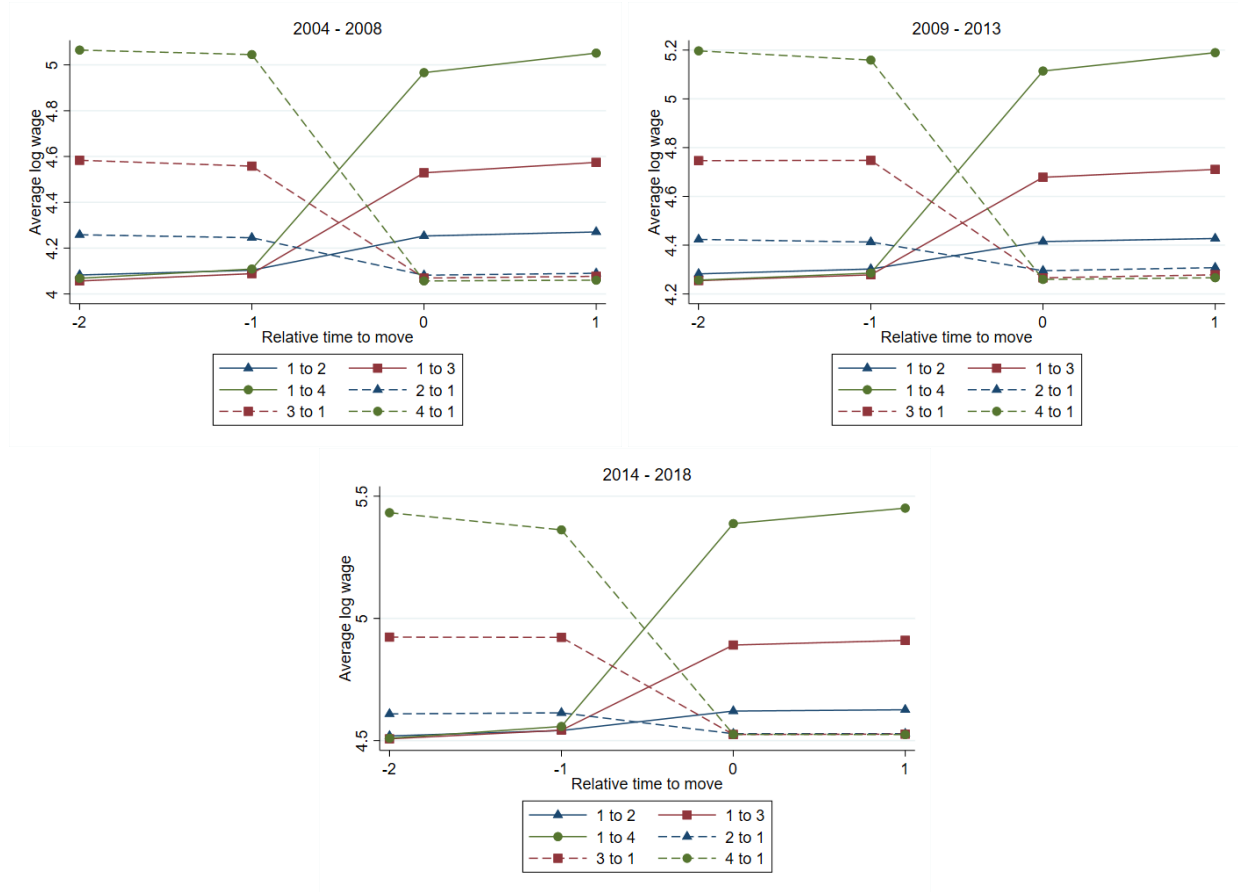 2004 - 2008
Average log wage
5
4.8
4.6
4.4
4.2
4
-2 -1 0 1
Relative time to move
1 to 2 1 to 3
1 to 4 2 to 1
3 to 1 4 to 1
2009 - 2013
Average log wage
5.2
5
4.8
4.6
4.4
4.2
-2 -1 0 1
Relative time to move
1 to 2 1 to 3
1 to 4 2 to 1
3 to 1 4 to 1
2014 - 2018
Average log wage
5.5
5
4.5
-2 -1 0 1
Relative time to move
1 to 2 1 to 3
1 to 4 2 to 1
3 to 1 4 to 1